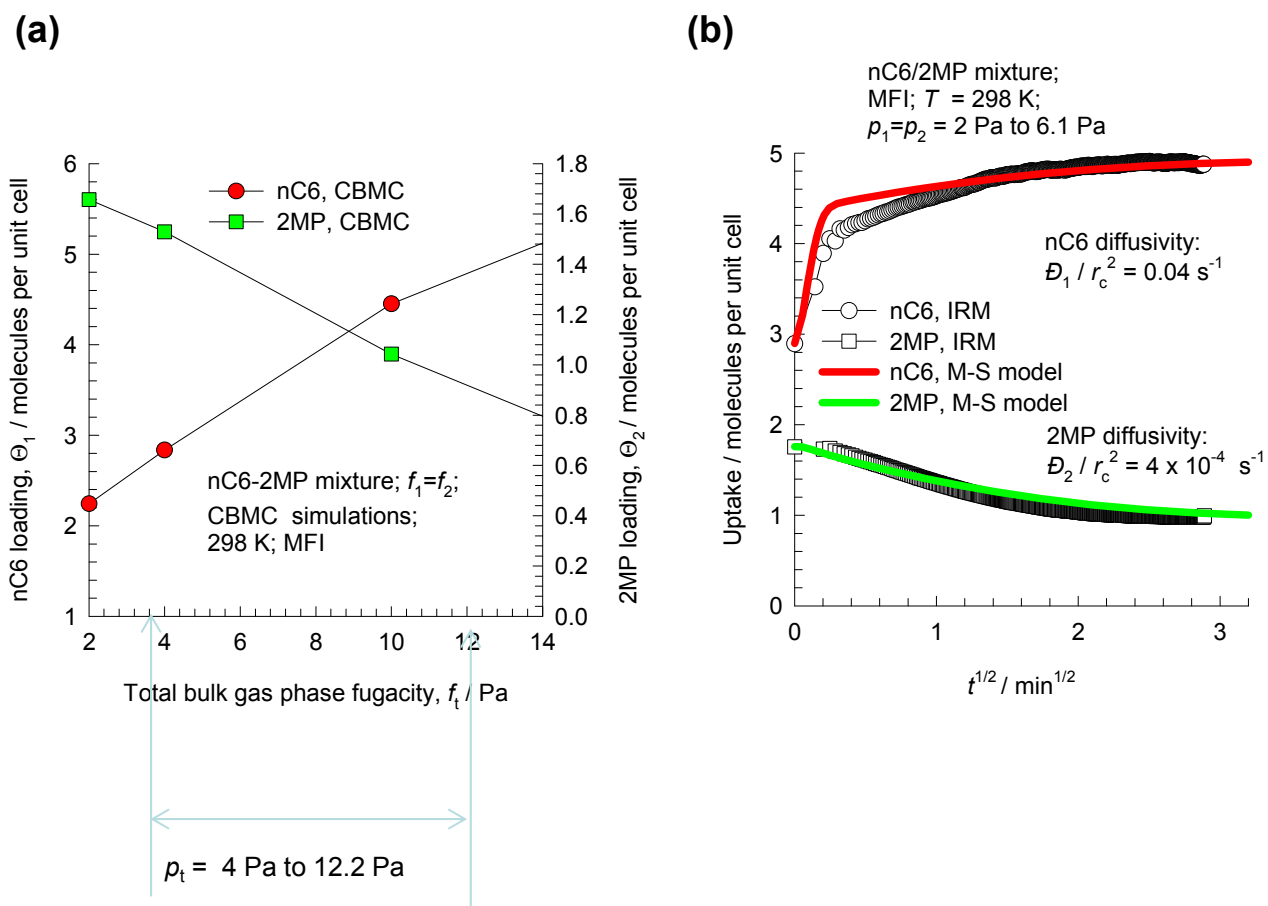 (a)
6
5
4
3
2
1
nC6 loading, Θ₁ / molecules per unit cell
nC6, CBMC
2MP, CBMC
nC6-2MP mixture; f₁=f₂;
CBMC simulations;
298 K; MFI
1.8
1.6
1.4
1.2
1.0
0.8
0.6
0.4
0.2
0.0
2MP loading, Θ₂ / molecules per unit cell
2 4 6 8 10 12 14
Total bulk gas phase fugacity, fₜ / Pa
pₜ = 4 Pa to 12.2 Pa
(b)
nC6/2MP mixture;
MFI; T = 298 K;
p₁=p₂ = 2 Pa to 6.1 Pa
5
4
3
2
1
0
Uptake / molecules per unit cell
nC6 diffusivity:
Đ₁ / r_c² = 0.04 s⁻¹
nC6, IRM
2MP, IRM
nC6, M-S model
2MP, M-S model
2MP diffusivity:
Đ₂ / r_c² = 4 x 10⁻⁴ s⁻¹
0 1 2 3
t^1/2 / min^1/2